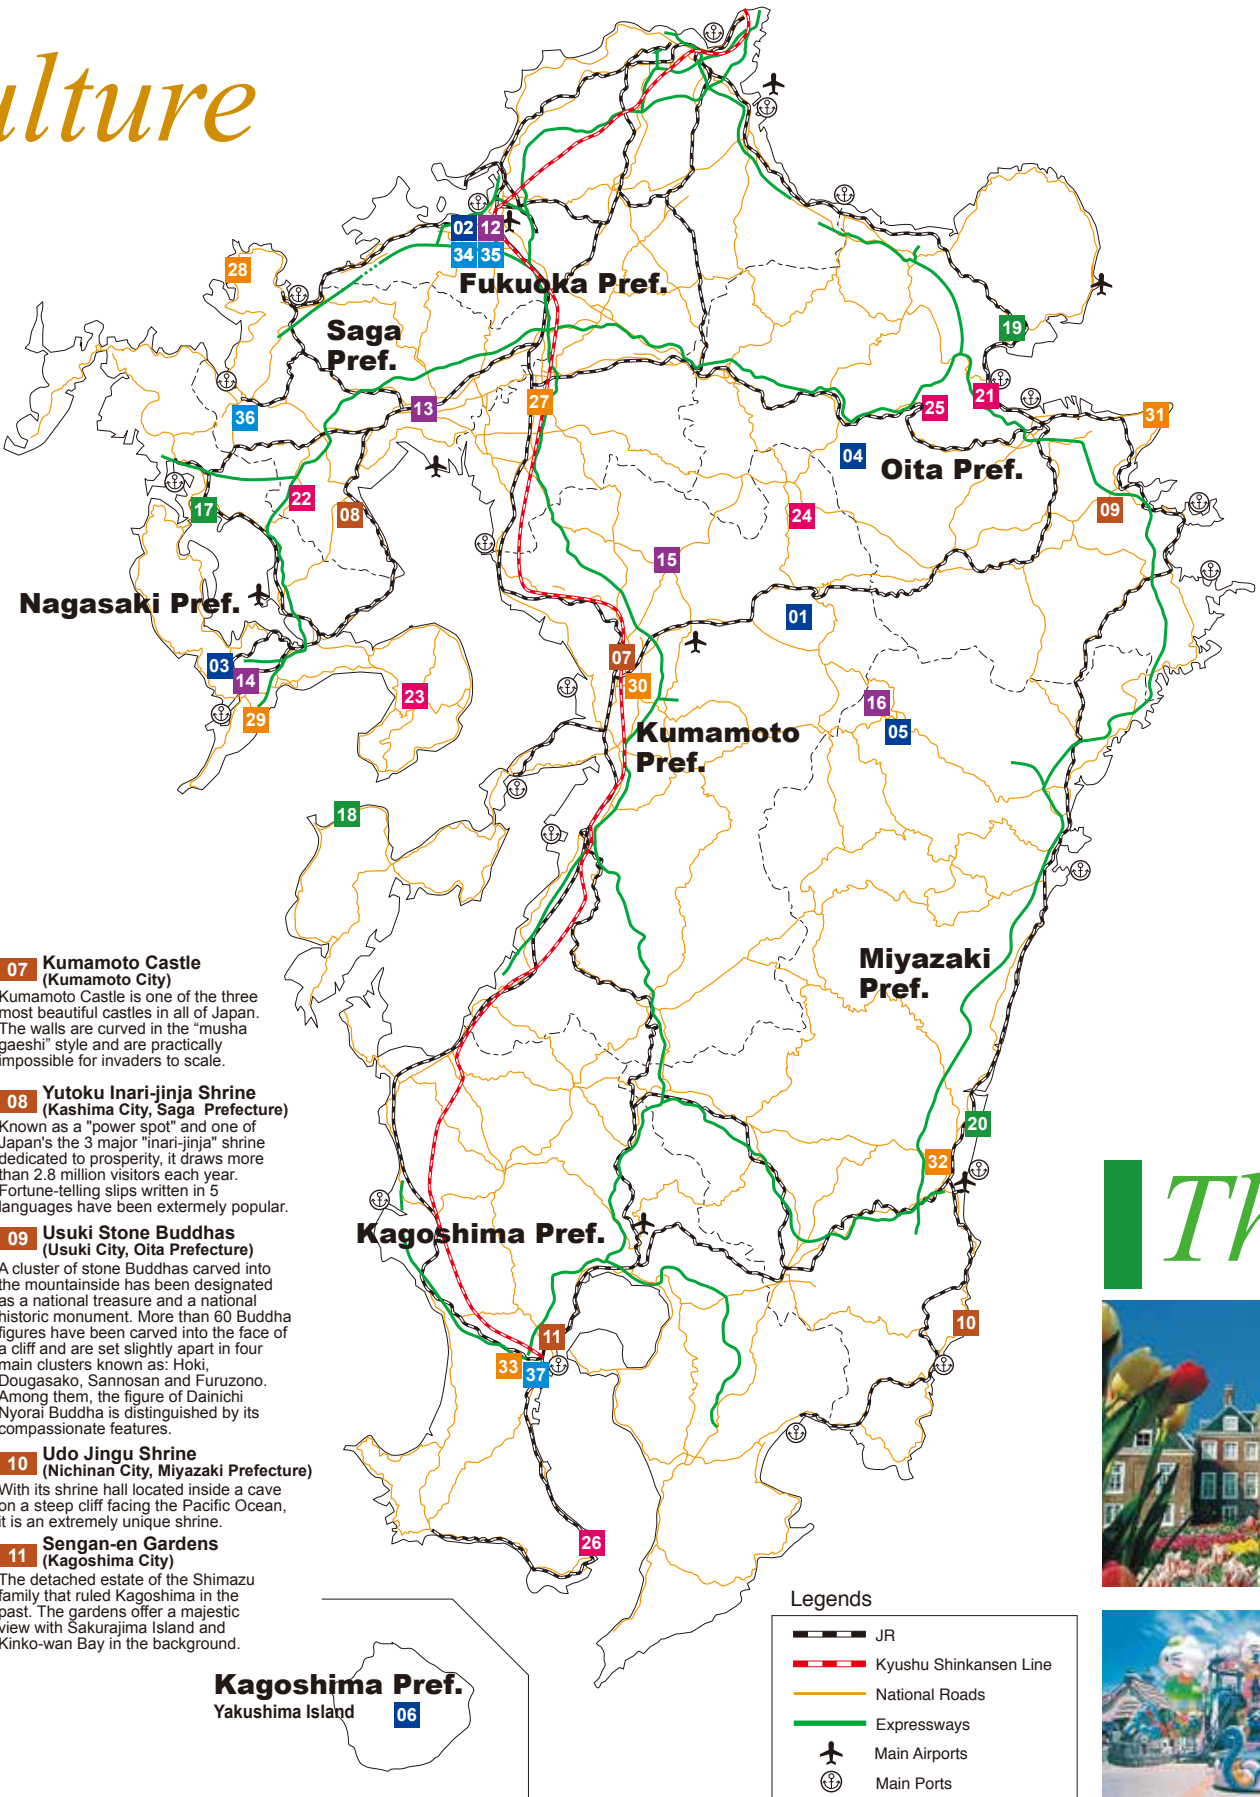 ulture
02 12
34 35
Fukuoka Pref.
28
Saga
Pref.
19
13
27
36
25
21
31
04
Oita Pref.
22
17
08
24
09
15
Nagasaki Pref.
01
03
14
07
30
23
29
16
05
Kumamoto
Pref.
18
07 Kumamoto Castle
(Kumamoto City)
Kumamoto Castle is one of the three
most beautiful castles in all of Japan.
The walls are curved in the “musha
gaeshi” style and are practically
impossible for invaders to scale.
Miyazaki
Pref.
08 Yutoku Inari-jinja Shrine
(Kashima City, Saga Prefecture)
Known as a "power spot" and one of
Japan's the 3 major "inari-jinja" shrine
dedicated to prosperity, it draws more
than 2.8 million visitors each year.
Fortune-telling slips written in 5
languages have been extermely popular.
20
32
Th
09 Usuki Stone Buddhas
(Usuki City, Oita Prefecture)
A cluster of stone Buddhas carved into
the mountainside has been designated
as a national treasure and a national
historic monument. More than 60 Buddha
figures have been carved into the face of
a cliff and are set slightly apart in four
main clusters known as: Hoki,
Dougasako, Sannosan and Furuzono.
Among them, the figure of Dainichi
Nyorai Buddha is distinguished by its
compassionate features.
Kagoshima Pref.
10
11
33
37
10 Udo Jingu Shrine
(Nichinan City, Miyazaki Prefecture)
With its shrine hall located inside a cave
on a steep cliff facing the Pacific Ocean,
it is an extremely unique shrine.
11 Sengan-en Gardens
(Kagoshima City)
The detached estate of the Shimazu
family that ruled Kagoshima in the
past. The gardens offer a majestic
view with Sakurajima Island and
Kinko-wan Bay in the background.
26
Kagoshima Pref.
Yakushima Island
06
Legends
JR
Kyushu Shinkansen Line
National Roads
Expressways
Main Airports
Main Ports